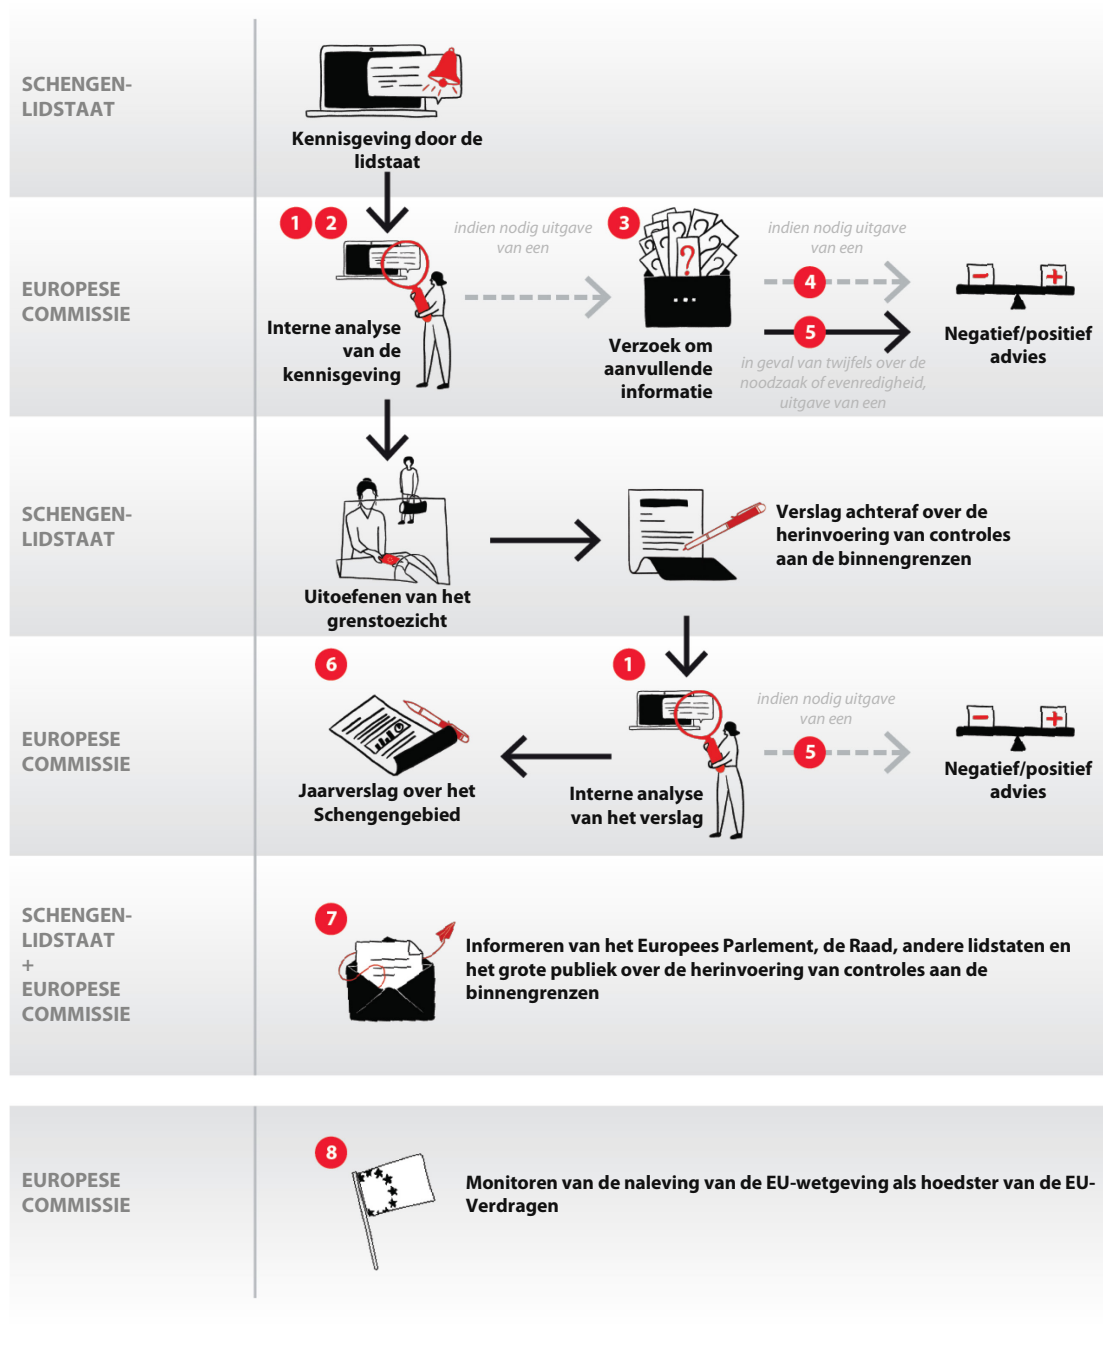 SCHENGEN-
LIDSTAAT
Kennisgeving door de
lidstaat
EUROPESE
COMMISSIE
1 2
Interne analyse
van de
kennisgeving
indien nodig uitgave
van een
3
?
Verzoek om
aanvullende
informatie
indien nodig uitgave
van een
4
5
in geval van twijfels over de
noodzaak of evenredigheid,
uitgave van een
- +
Negatief/positief
advies
SCHENGEN-
LIDSTAAT
Uitoefenen van het
grenstoezicht
Verslag achteraf over de
herinvoering van controles
aan de binnengrenzen
EUROPESE
COMMISSIE
6
Jaarverslag over het
Schengengebied
1
Interne analyse
van het verslag
indien nodig uitgave
van een
5
- +
Negatief/positief
advies
SCHENGEN-
LIDSTAAT
+
EUROPESE
COMMISSIE
7
Informeren van het Europees Parlement, de Raad, andere lidstaten en
het grote publiek over de herinvoering van controles aan de
binnengrenzen
EUROPESE
COMMISSIE
8
Monitoren van de naleving van de EU-wetgeving als hoedster van de EU-
Verdragen